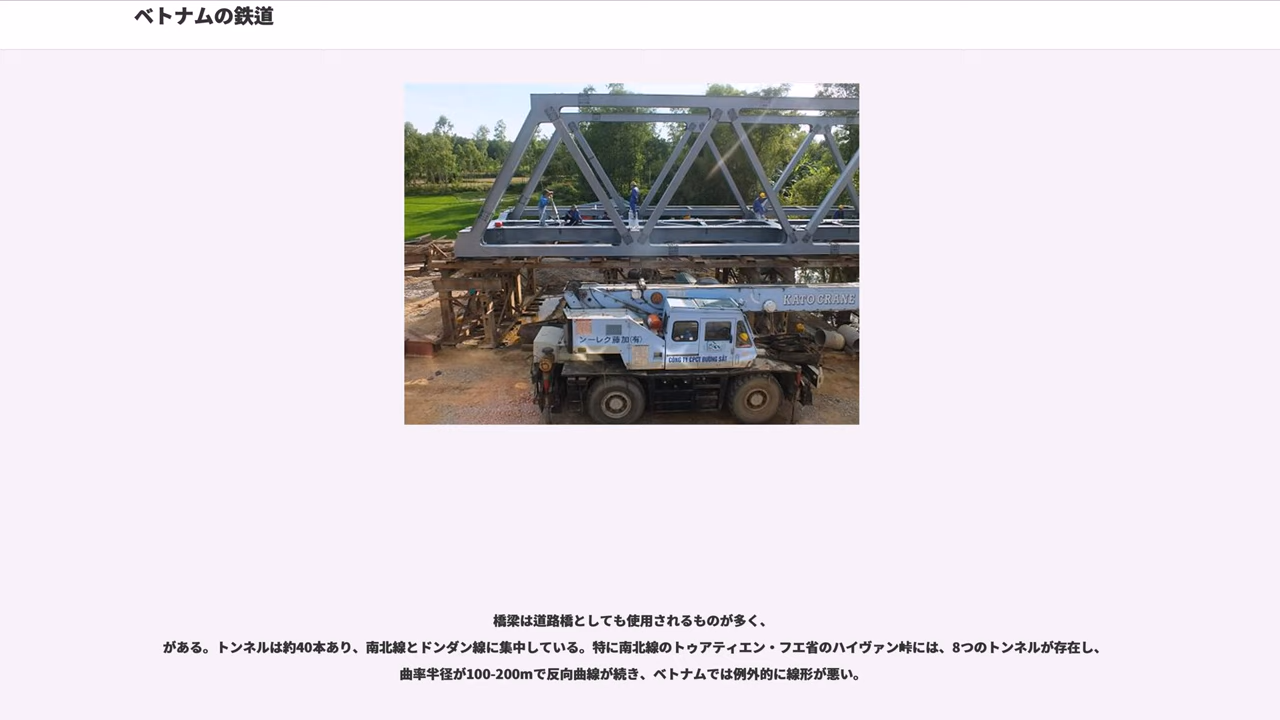 ベトナムの鉄道
KATO CRANE
ンーレク藤加(有)
CÔNG TY CPCT ĐƯỜNG SẮT
橋梁は道路橋としても使用されるものが多く、
がある。トンネルは約40本あり、南北線とドンダン線に集中している。特に南北線のトゥアティエン・フエ省のハイヴァン峠には、8つのトンネルが存在し、
曲率半径が100-200mで反向曲線が続き、ベトナムでは例外的に線形が悪い。